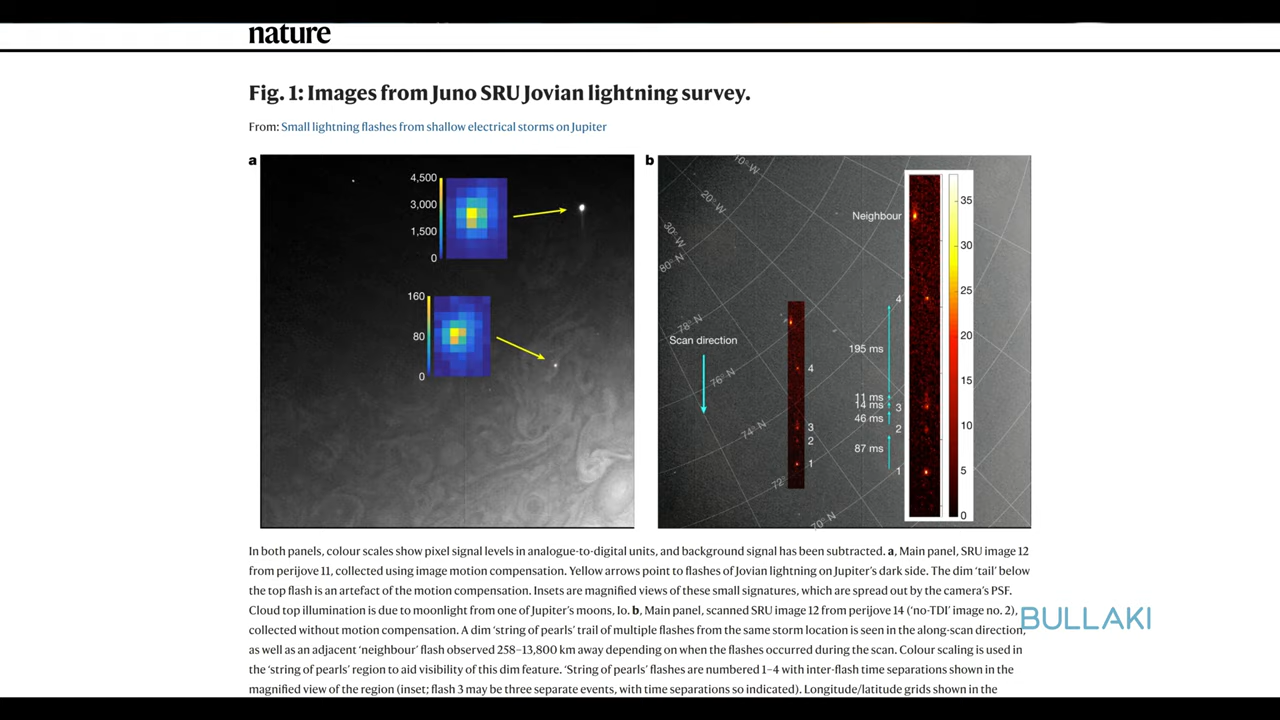 nature
Fig. 1: Images from Juno SRU Jovian lightning survey.
From: Small lightning flashes from shallow electrical storms on Jupiter
a
4,500
3,000
1,500
0
160
80
0
b
10° W
20° W
30° W
80° N
78° N
76° N
74° N
72°
70° N
Scan direction
4
3
2
1
Neighbour
4
195 ms
11 ms
14 ms
3
46 ms
2
87 ms
1
35
30
25
20
15
10
5
0
In both panels, colour scales show pixel signal levels in analogue-to-digital units, and background signal has been subtracted. a, Main panel, SRU image 12
from perijove 11, collected using image motion compensation. Yellow arrows point to flashes of Jovian lightning on Jupiter's dark side. The dim 'tail' below
the top flash is an artefact of the motion compensation. Insets are magnified views of these small signatures, which are spread out by the camera's PSF.
Cloud top illumination is due to moonlight from one of Jupiter's moons, Io. b, Main panel, scanned SRU image 12 from perijove 14 ('no-TDI' image no. 2),
collected without motion compensation. A dim 'string of pearls' trail of multiple flashes from the same storm location is seen in the along-scan direction,
as well as an adjacent 'neighbour' flash observed 258–13,800 km away depending on when the flashes occurred during the scan. Colour scaling is used in
the 'string of pearls' region to aid visibility of this dim feature. 'String of pearls' flashes are numbered 1–4 with inter-flash time separations shown in the
magnified view of the region (inset; flash 3 may be three separate events, with time separations so indicated). Longitude/latitude grids shown in the
BULLAKI